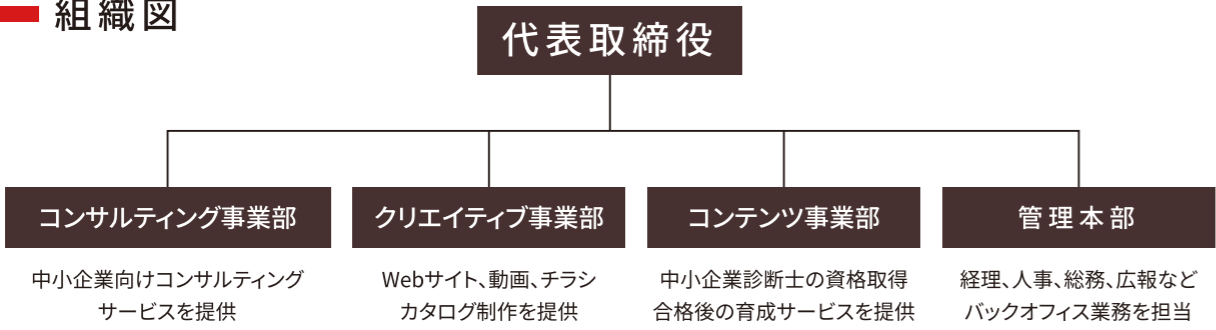 組織図
代表取締役
コンサルティング事業部
中小企業向けコンサルティング
サービスを提供
クリエイティブ事業部
Webサイト、動画、チラシ
カタログ制作を提供
コンテンツ事業部
中小企業診断士の資格取得
合格後の育成サービスを提供
管理本部
経理、人事、総務、広報など
バックオフィス業務を担当